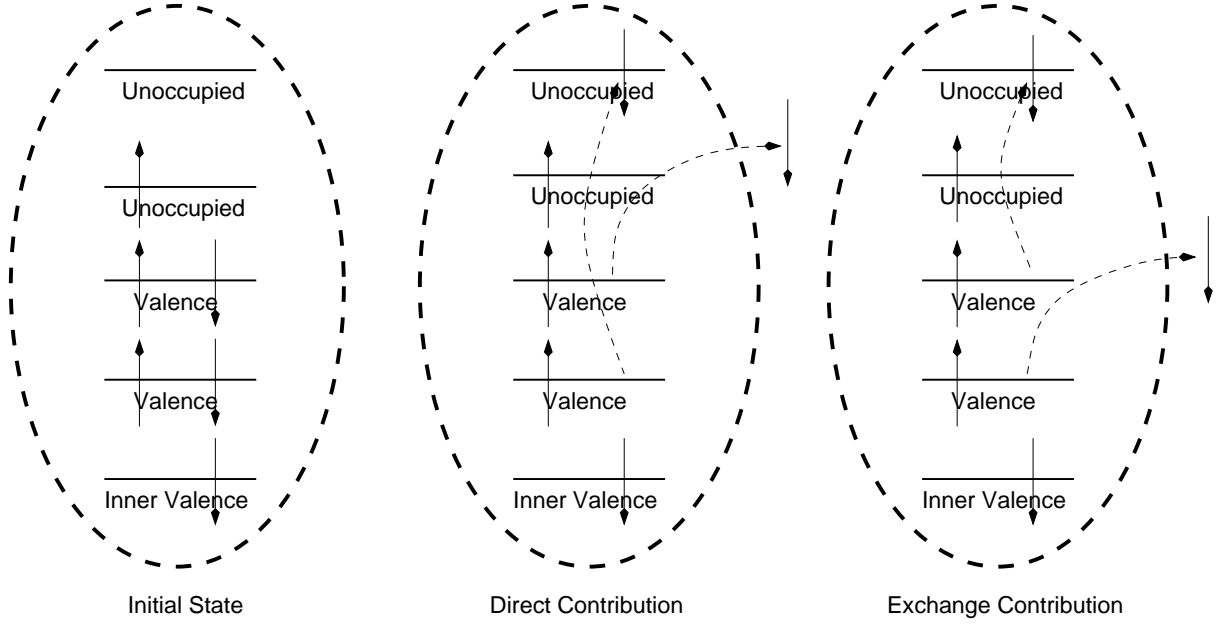 Unoccupied
Unoccupied
Valence
Valence
Inner Valence
Initial State
Unoccupied
Unoccupied
Valence
Valence
Inner Valence
Direct Contribution
Unoccupied
Unoccupied
Valence
Valence
Inner Valence
Exchange Contribution